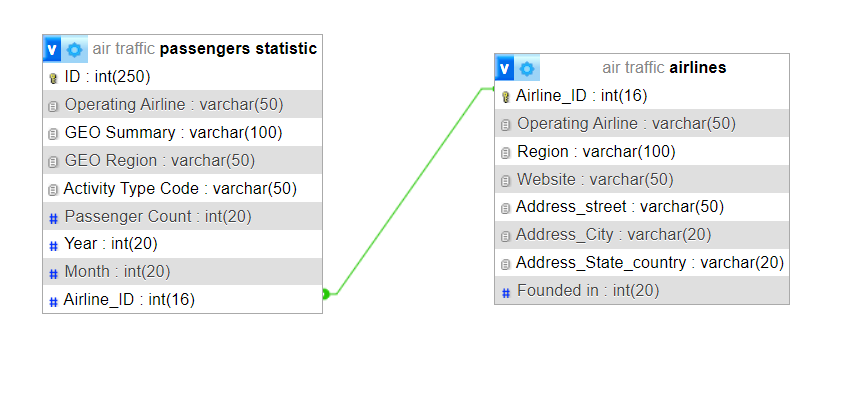 v air traffic passengers statistic
ID : int(250)
Operating Airline : varchar(50)
GEO Summary : varchar(100)
GEO Region : varchar(50)
Activity Type Code : varchar(50)
# Passenger Count : int(20)
# Year : int(20)
# Month : int(20)
# Airline_ID : int(16)
v air traffic airlines
Airline_ID : int(16)
Operating Airline : varchar(50)
Region : varchar(100)
Website : varchar(50)
Address_street : varchar(50)
Address_City : varchar(20)
Address_State_country : varchar(20)
# Founded in : int(20)